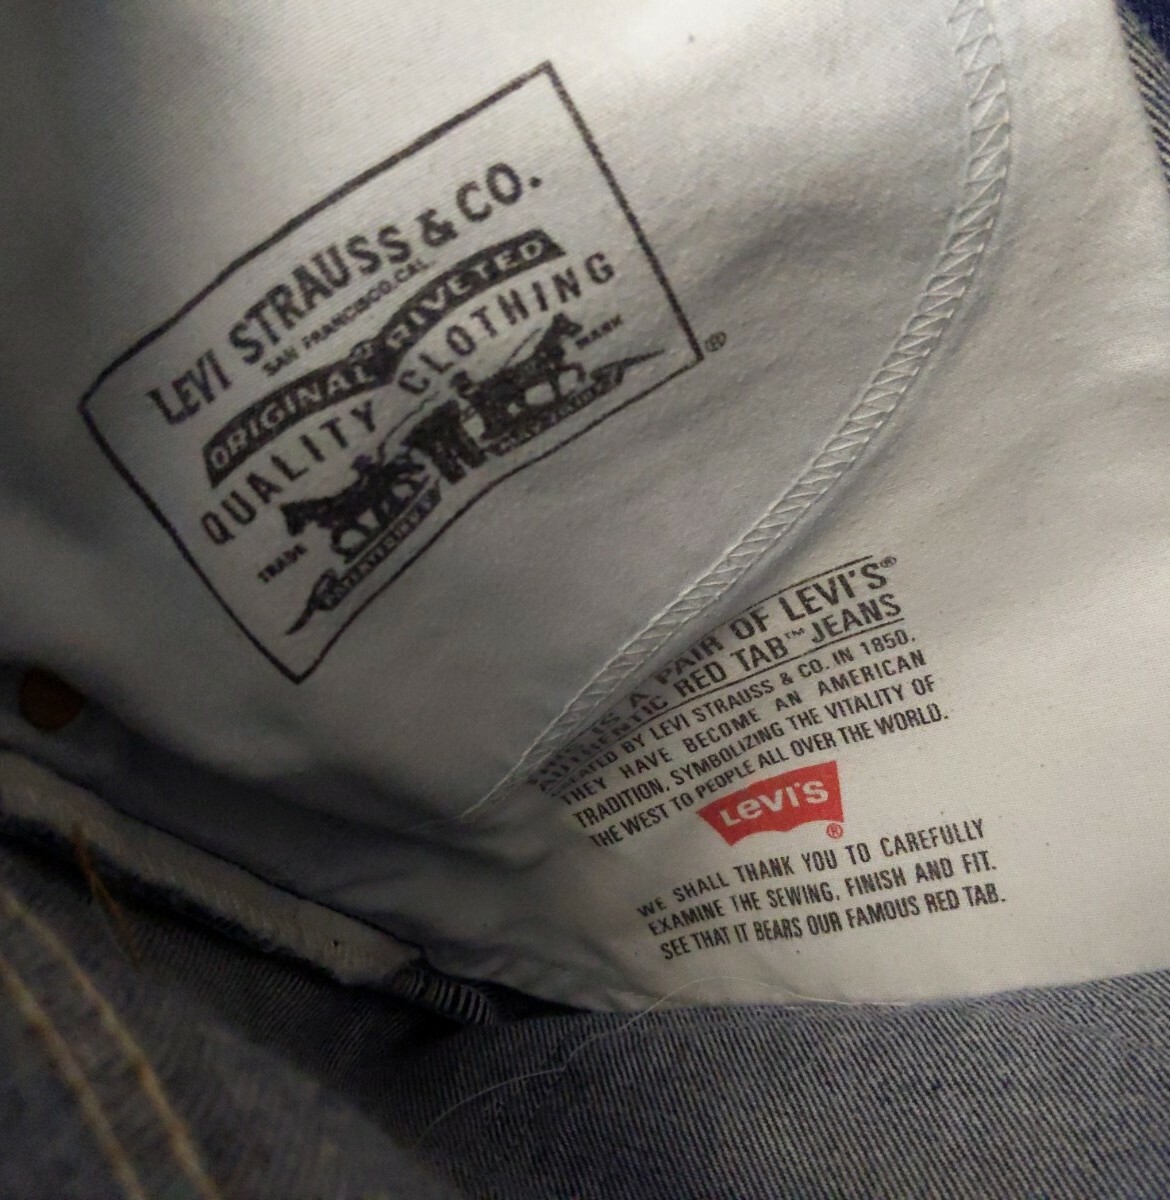 LEVI STRAUSS & CO.
SAN FRANCISCO, CAL.
ORIGINAL RIVETED
QUALITY CLOTHING
TRADE MARK
®
IS A PAIR OF LEVI'S®
RED TAB™ JEANS
BY LEVI STRAUSS & CO. IN 1850.
THEY HAVE BECOME AN AMERICAN
TRADITION, SYMBOLIZING THE VITALITY OF
THE WEST TO PEOPLE ALL OVER THE WORLD.
LEVI'S
®
WE SHALL THANK YOU TO CAREFULLY
EXAMINE THE SEWING, FINISH AND FIT.
SEE THAT IT BEARS OUR FAMOUS RED TAB.